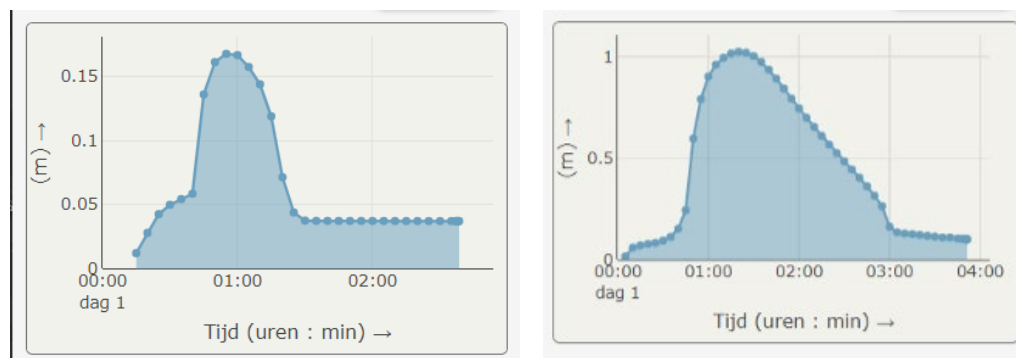 0.15
0.1
0.05
0
(m) →
00:00 01:00 02:00
dag 1
Tijd (uren : min) →
1
0.5
0
(m) →
00:00 01:00 02:00 03:00 04:00
dag 1
Tijd (uren : min) →